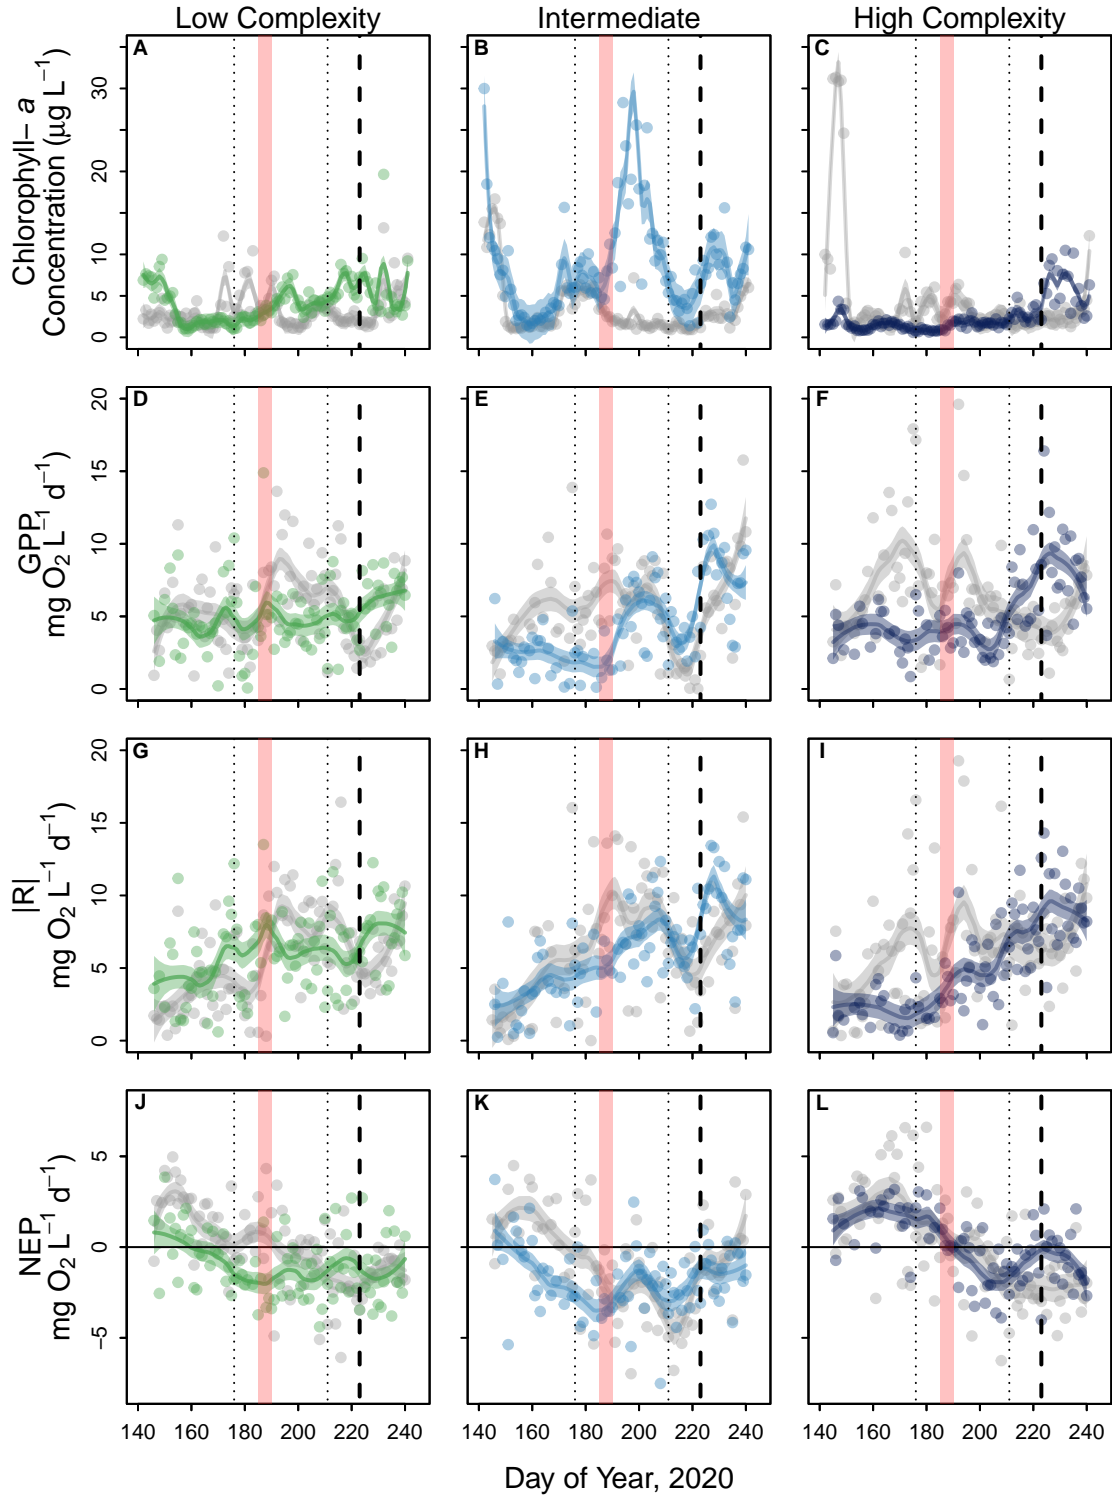 Low Complexity Intermediate High Complexity
A B C
Chlorophyll− a
Concentration (μg L−1)
0 5 10 20 30
D E F
GPP
mg O2 L−1 d−1)
0 5 10 15 20
G H I
|R|
mg O2 L−1 d−1)
0 5 10 15 20
J K L
NEP
mg O2 L−1 d−1)
−5 0 5
140 160 180 200 220 240 140 160 180 200 220 240 140 160 180 200 220 240
Day of Year, 2020